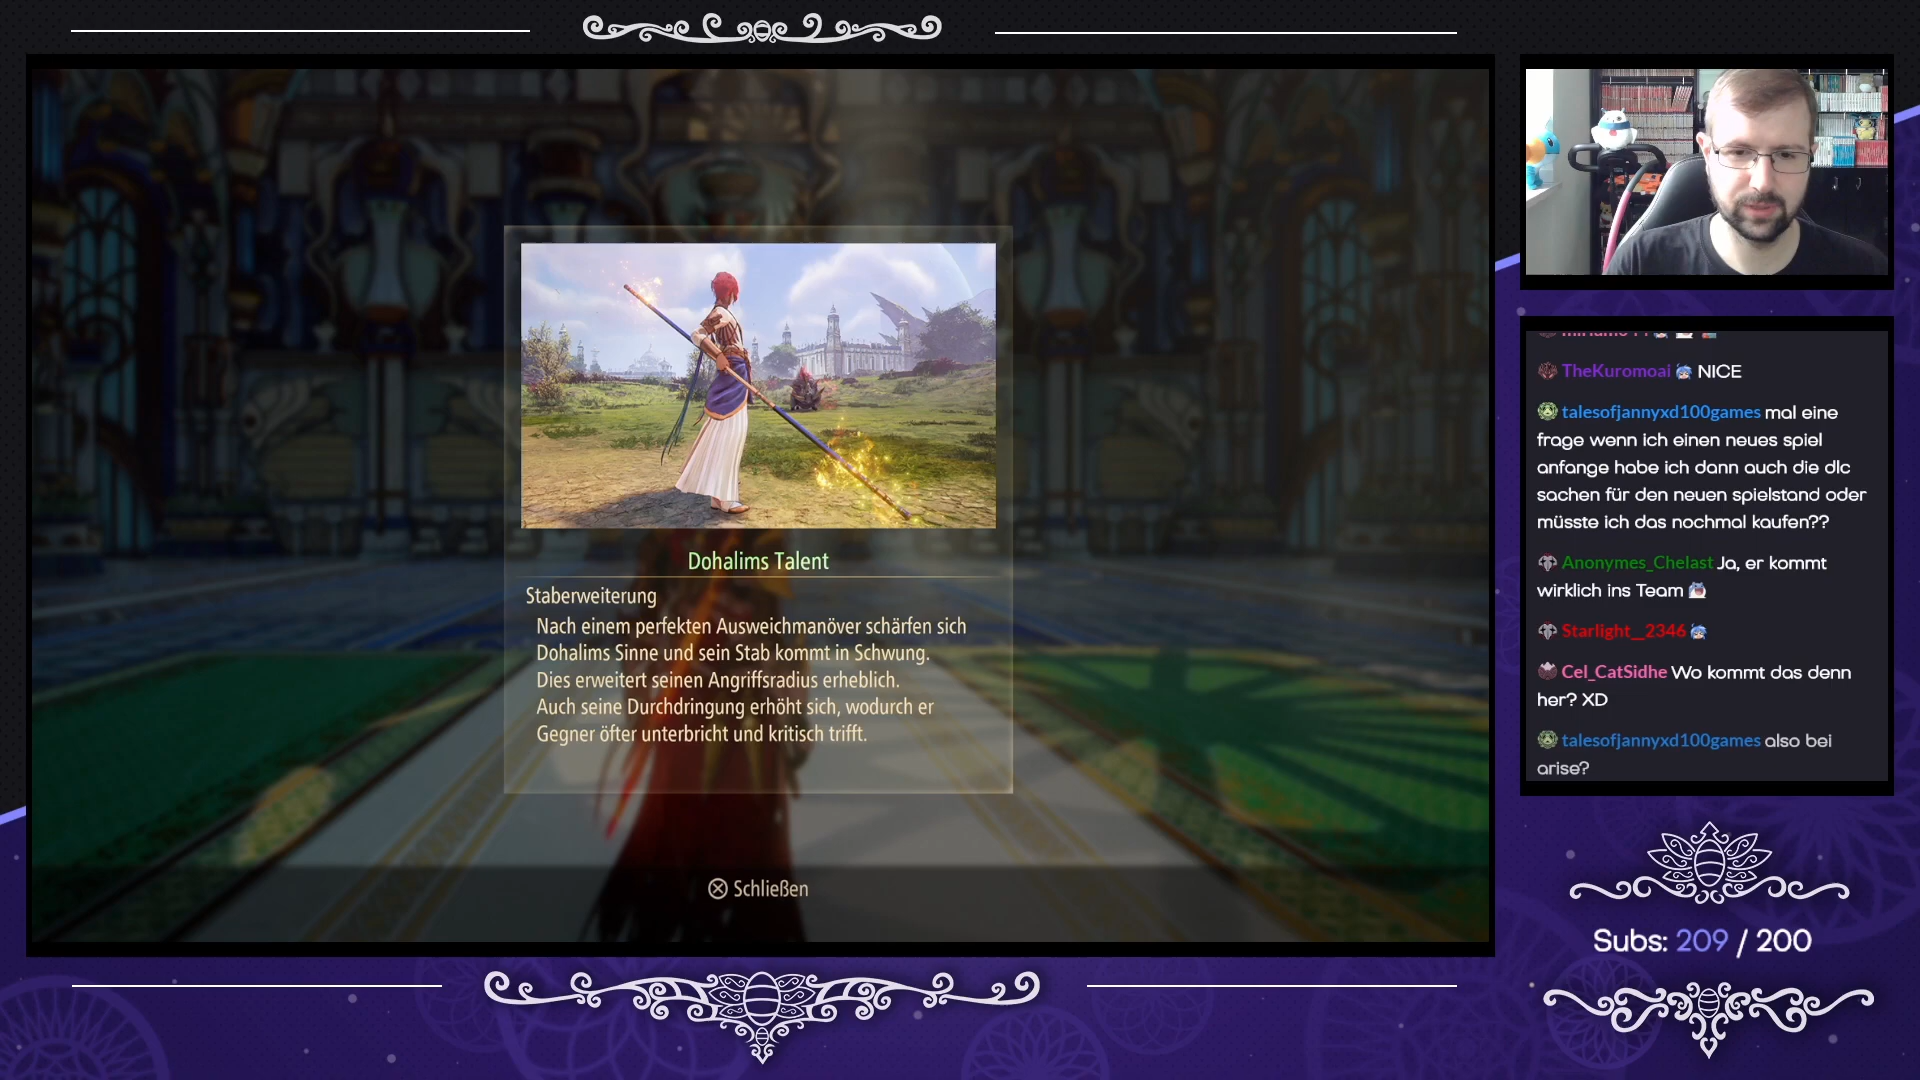 Dohalims Talent
Staberweiterung
Nach einem perfekten Ausweichmanöver schärfen sich
Dohalims Sinne und sein Stab kommt in Schwung.
Dies erweitert seinen Angriffsradius erheblich.
Auch seine Durchdringung erhöht sich, wodurch er
Gegner öfter unterbricht und kritisch trifft.
Schließen
TheKuromoai NICE
talesofjannyxd100games mal eine
frage wenn ich einen neues spiel
anfange habe ich dann auch die dlc
sachen für den neuen spielstand oder
müsste ich das nochmal kaufen??
Anonymes_Chelast Ja, er kommt
wirklich ins Team
Starlight__2346
Cel_CatSidhe Wo kommt das denn
her? XD
talesofjannyxd100games also bei
arise?
Subs: 209 / 200